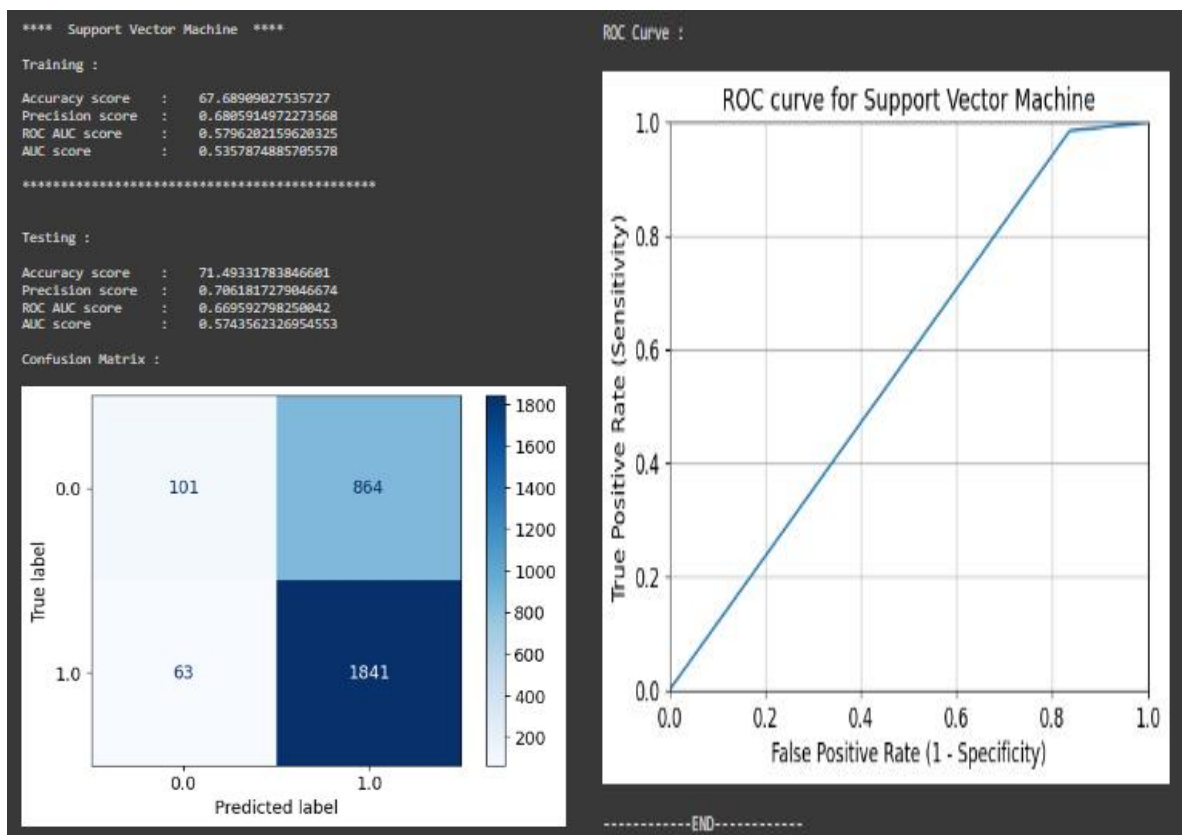 **** Support Vector Machine ****
Training :
Accuracy score : 67.68909027535727
Precision score : 0.6805914972273568
ROC AUC score : 0.5796202159620325
AUC score : 0.5357874885705578
**********************************************
Testing :
Accuracy score : 71.49331783846601
Precision score : 0.7061817279046674
ROC AUC score : 0.669592798250042
AUC score : 0.5743562326954553
Confusion Matrix :
True label
0.0
101
864
1.0
63
1841
0.0
1.0
Predicted label
1800
1600
1400
1200
1000
800
600
400
200
ROC Curve :
ROC curve for Support Vector Machine
True Positive Rate (Sensitivity)
1.0
0.8
0.6
0.4
0.2
0.0
0.0 0.2 0.4 0.6 0.8 1.0
False Positive Rate (1 - Specificity)
------------END------------